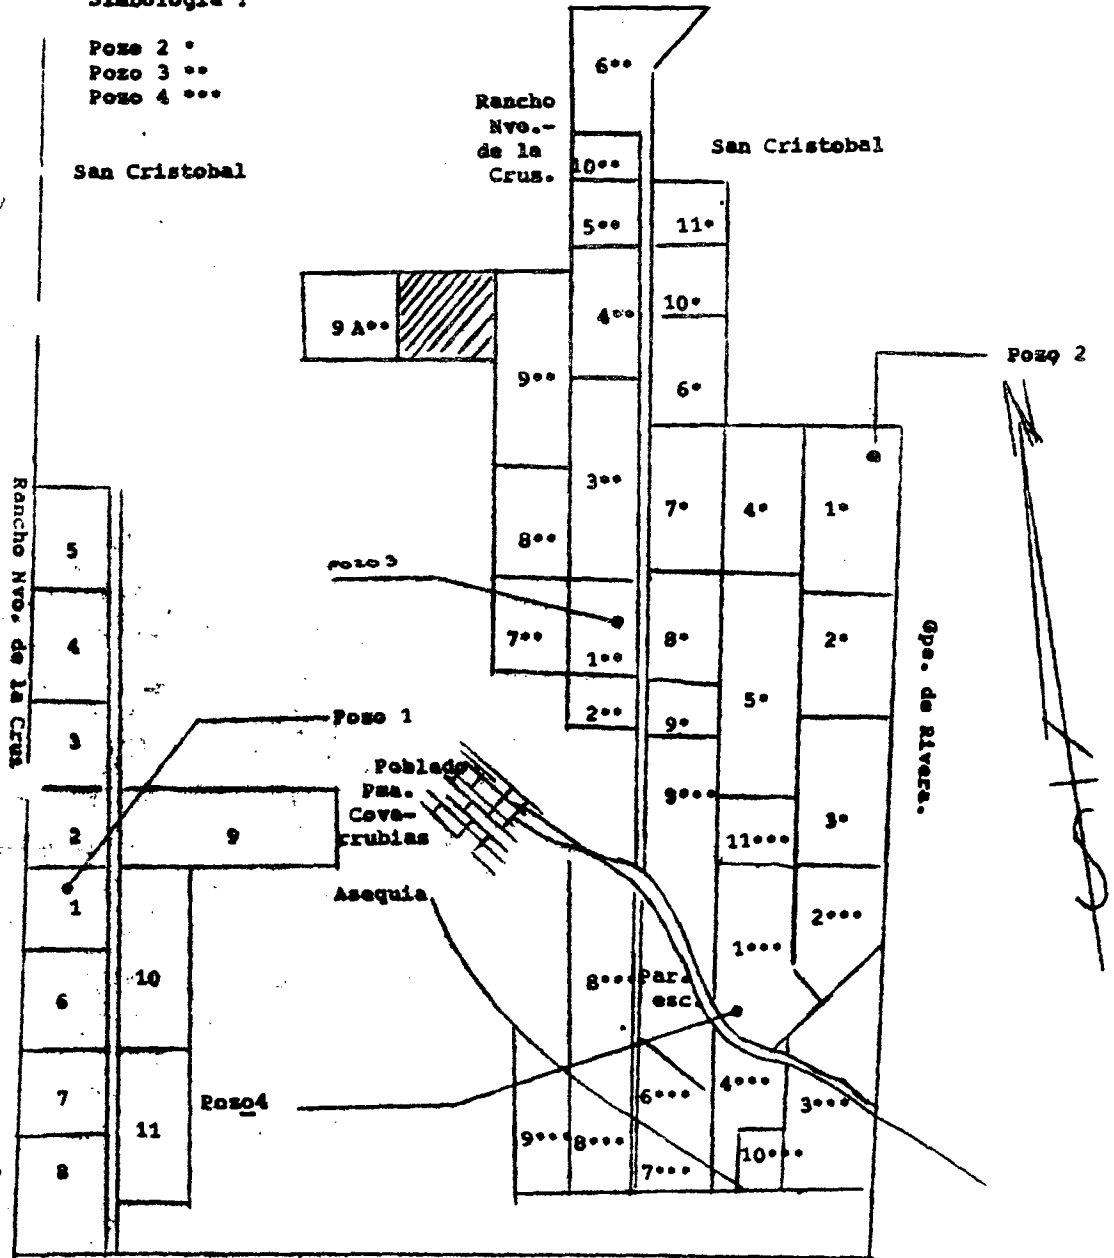 Simbología :
Pozo 2 *
Pozo 3 **
Pozo 4 ***
San Cristobal
Rancho
Nvo.-
de la
Cruz.
San Cristobal
6**
10**
5**
11*
4**
10*
9 A**
9**
6*
Pozo 2
3**
7*
4*
1*
8**
Pozo 3
7**
1**
8*
2*
5*
2**
9*
Rancho Nvo. de la Cruz
5
4
3
2
9
1
10
6
7
11
8
Pozo 1
Poblado
Pma.
Cova-
rrubias
Asequia
Gpe. de Rivera.
9***
11***
3*
2***
1***
8***
Par.
esc.
Pozo4
6***
4***
3***
9***
8***
7***
10***